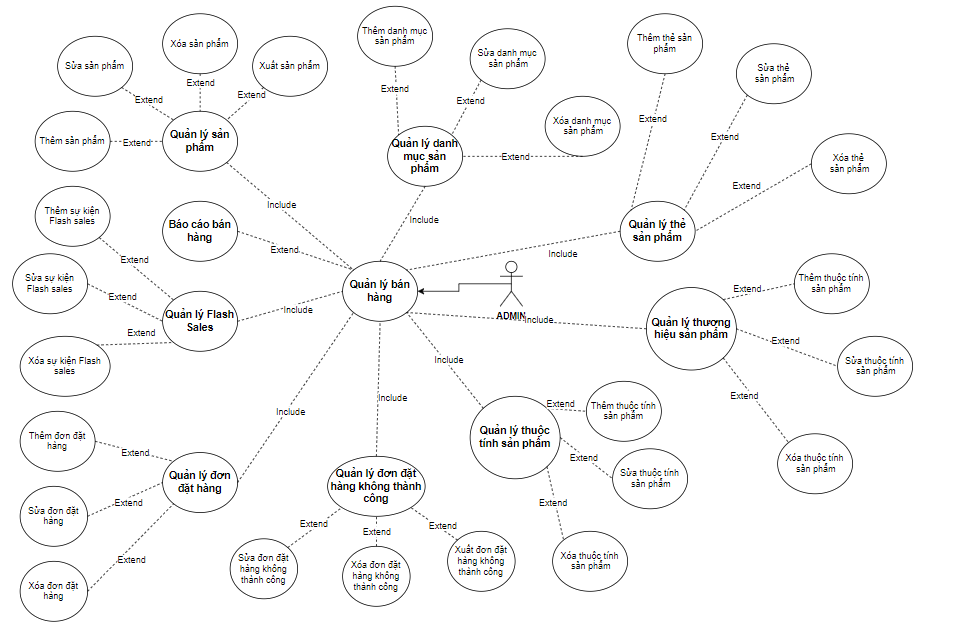 Xóa sản phẩm
Sửa sản phẩm
Xuất sản phẩm
Extend
Extend
Extend
Thêm sản phẩm
Extend
Quản lý sản
phẩm
Thêm danh mục
sản phẩm
Sửa danh mục
sản phẩm
Extend
Extend
Xóa danh mục
sản phẩm
Quản lý danh
mục sản
phẩm
Extend
Thêm thẻ sản
phẩm
Sửa thẻ
sản phẩm
Extend
Extend
Xóa thẻ
sản phẩm
Extend
Quản lý thẻ
sản phẩm
Include
Include
Include
Thêm sự kiện
Flash sales
Báo cáo bán
hàng
Extend
Extend
Sửa sự kiện
Flash sales
Extend
Quản lý Flash
Sales
Include
Extend
Xóa sự kiện Flash
sales
Quản lý bán
hàng
ADMIN
Include
Quản lý thương
hiệu sản phẩm
Extend
Thêm thuộc tính
sản phẩm
Extend
Sửa thuộc tính
sản phẩm
Extend
Xóa thuộc tính
sản phẩm
Include
Include
Include
Quản lý thuộc
tính sản phẩm
Extend
Thêm thuộc tính
sản phẩm
Extend
Sửa thuộc tính
sản phẩm
Extend
Xóa thuộc tính
sản phẩm
Thêm đơn đặt
hàng
Extend
Quản lý đơn
đặt hàng
Extend
Sửa đơn đặt
hàng
Extend
Xóa đơn đặt
hàng
Quản lý đơn đặt
hàng không thành
công
Extend
Extend
Extend
Sửa đơn đặt
hàng không
thành công
Xóa đơn đặt
hàng không
thành công
Xuất đơn đặt
hàng không
thành công